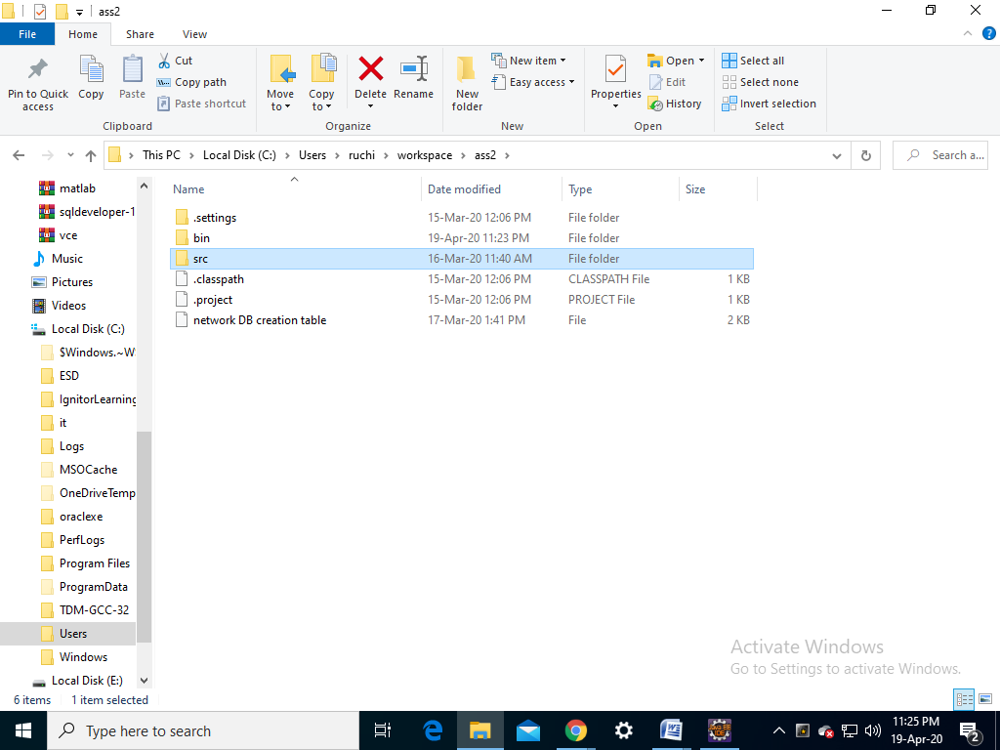 ass2
File Home Share View
Pin to Quick access
Copy
Paste
Cut
Copy path
Paste shortcut
Clipboard
Move to
Copy to
Delete
Rename
Organize
New folder
New item
Easy access
New
Properties
Open
Edit
History
Open
Select all
Select none
Invert selection
Select
This PC > Local Disk (C:) > Users > ruchi > workspace > ass2 >
Search a...
matlab
sqldeveloper-1
vce
Music
Pictures
Videos
Local Disk (C:)
$Windows.~W
ESD
IgnitorLearning
it
Logs
MSOCache
OneDriveTemp
oraclexe
PerfLogs
Program Files
ProgramData
TDM-GCC-32
Users
Windows
Local Disk (E:)
Name Date modified Type Size
.settings 15-Mar-20 12:06 PM File folder
bin 19-Apr-20 11:23 PM File folder
src 16-Mar-20 11:40 AM File folder
.classpath 15-Mar-20 12:06 PM CLASSPATH File 1 KB
.project 15-Mar-20 12:06 PM PROJECT File 1 KB
network DB creation table 17-Mar-20 1:41 PM File 2 KB
Activate Windows
Go to Settings to activate Windows.
6 items 1 item selected
Type here to search
11:25 PM
19-Apr-20
2